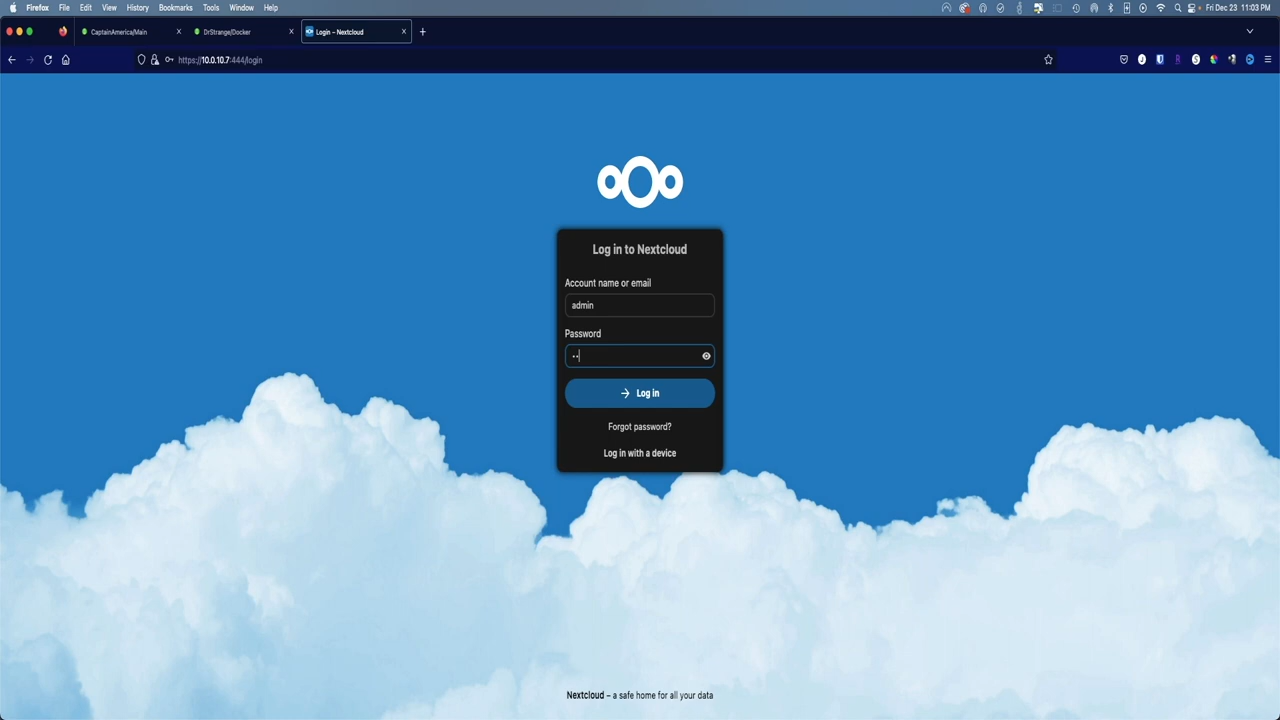 Firefox File Edit View History Bookmarks Tools Window Help Fri Dec 23 11:03 PM
CaptainAmerica/Main DrStrange/Docker Login – Nextcloud
https://10.0.10.7:444/login
Log in to Nextcloud
Account name or email
admin
Password
Log in
Forgot password?
Log in with a device
Nextcloud – a safe home for all your data